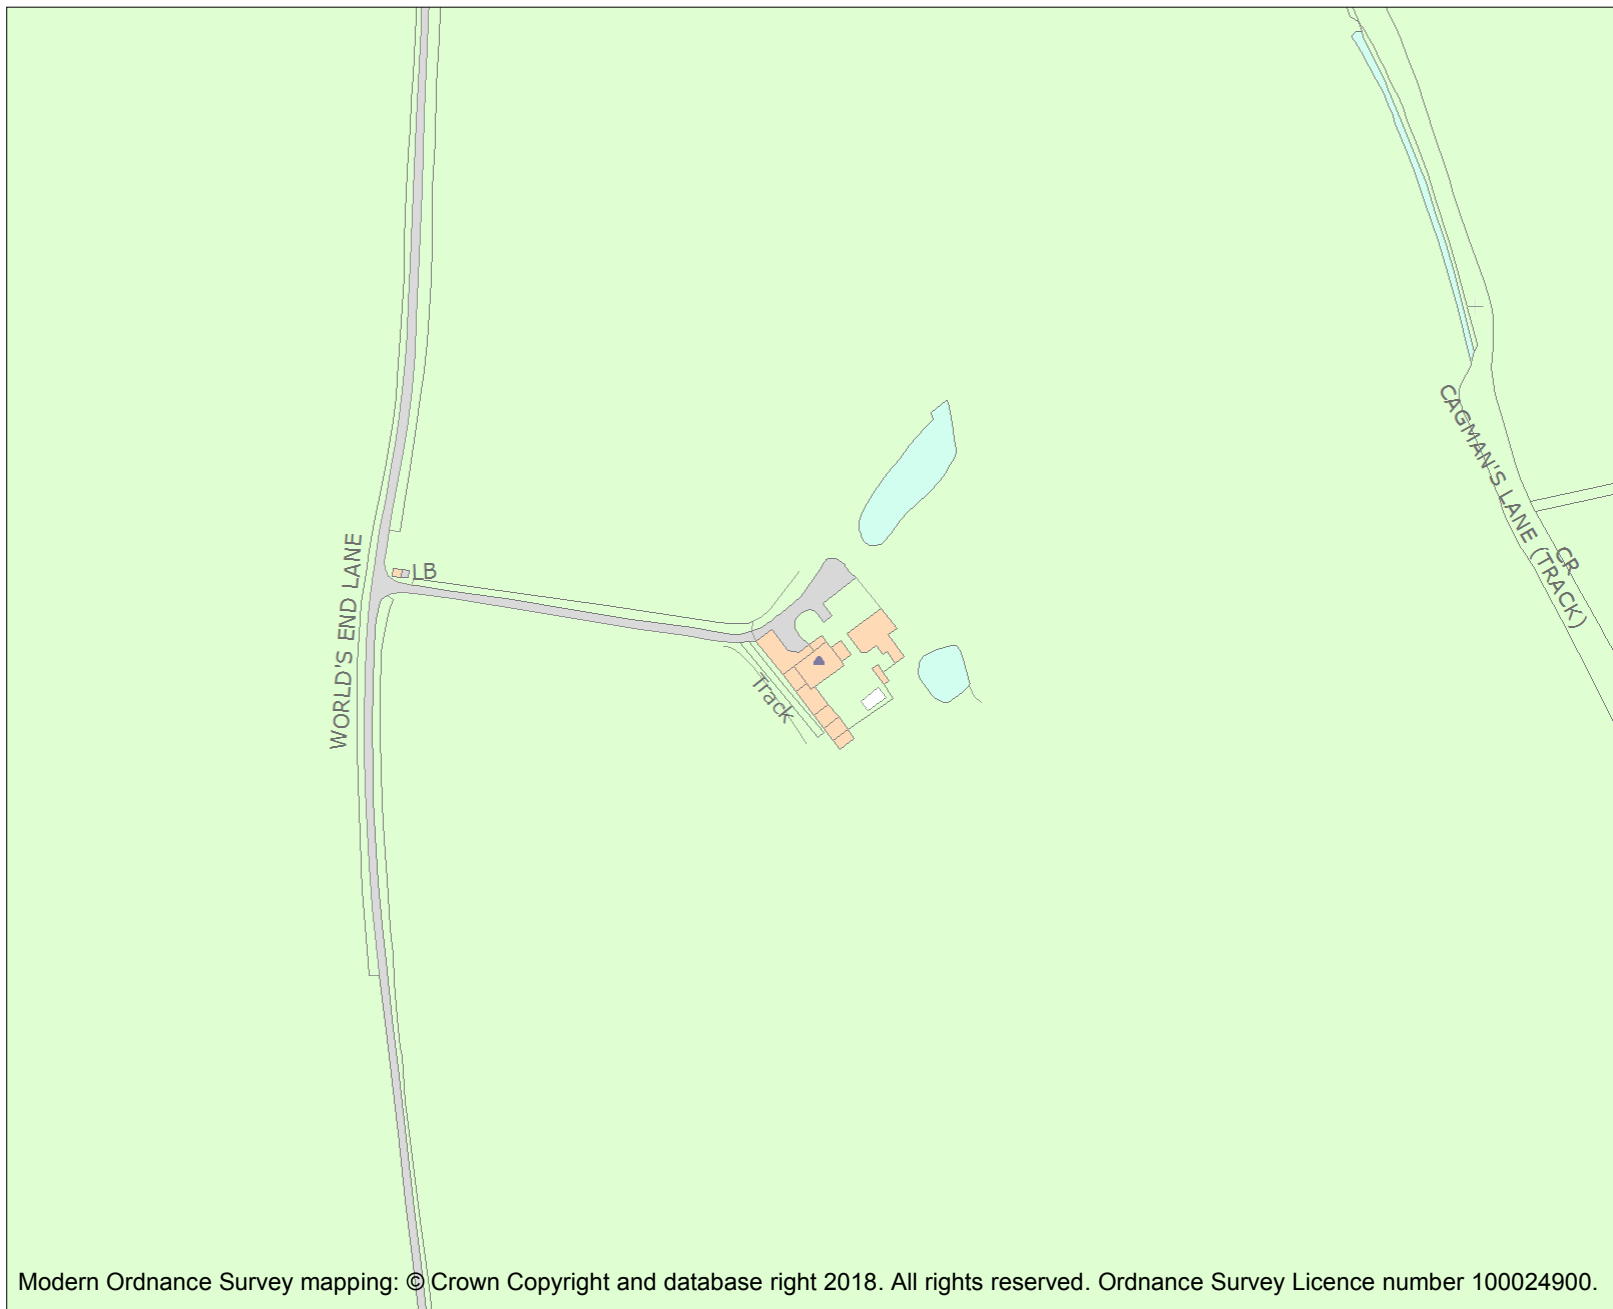 CAGMAN'S LANE (TRACK)
CR
WORLD'S END LANE
LB
Track
Modern Ordnance Survey mapping: © Crown Copyright and database right 2018. All rights reserved. Ordnance Survey Licence number 100024900.